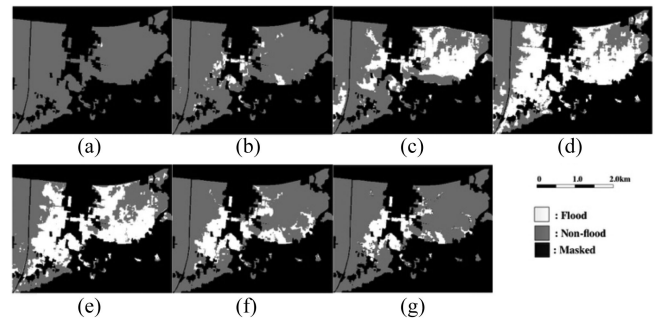 (a) (b) (c) (d)
0 1.0 2.0km
: Flood
: Non-flood
: Masked
(e) (f) (g)